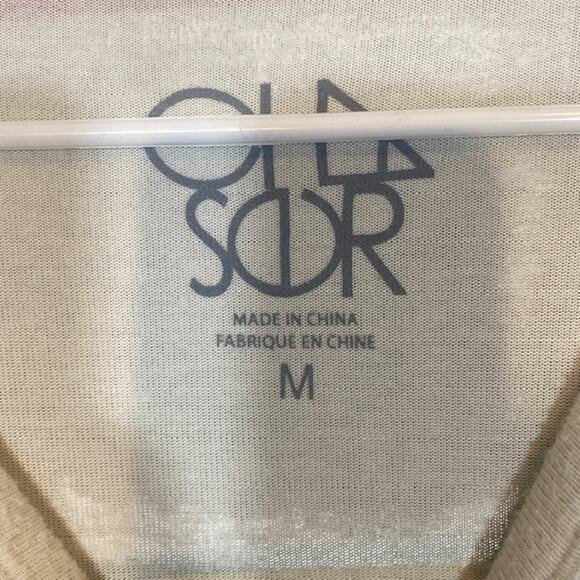 CHA
SER
MADE IN CHINA
FABRIQUE EN CHINE
M